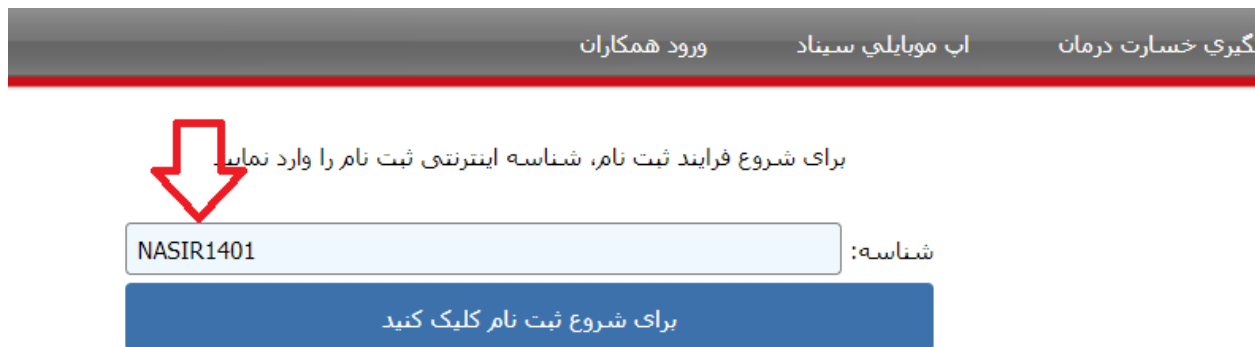 خسارت درمان اپ موبايلي سيناد ورود همکاران
برای شروع فرایند ثبت نام، شناسه اینترنتی ثبت نام را وارد نمایید
شناسه: NASIR1401
برای شروع ثبت نام کلیک کنید